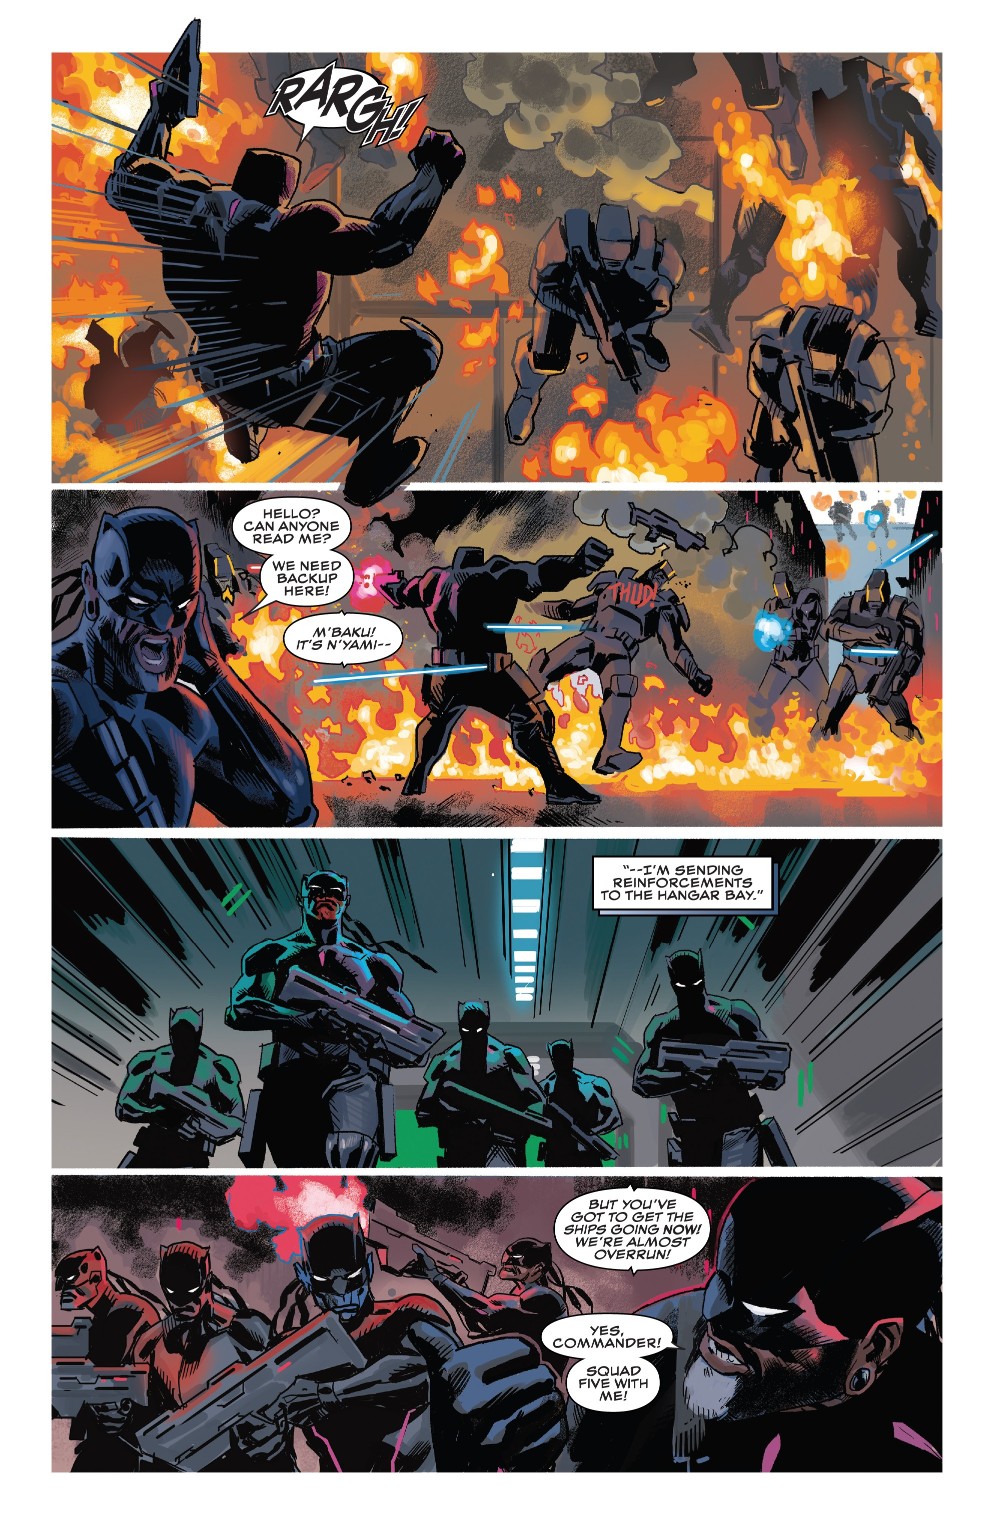 RARGH!
HELLO?
CAN ANYONE
READ ME?
WE NEED
BACKUP
HERE!
M'BAKU!
IT'S N'YAMI--
THUD!
"--I'M SENDING
REINFORCEMENTS
TO THE HANGAR BAY."
BUT YOU'VE
GOT TO GET THE
SHIPS GOING NOW!
WE'RE ALMOST
OVERRUN!
YES,
COMMANDER!
SQUAD
FIVE WITH
ME!